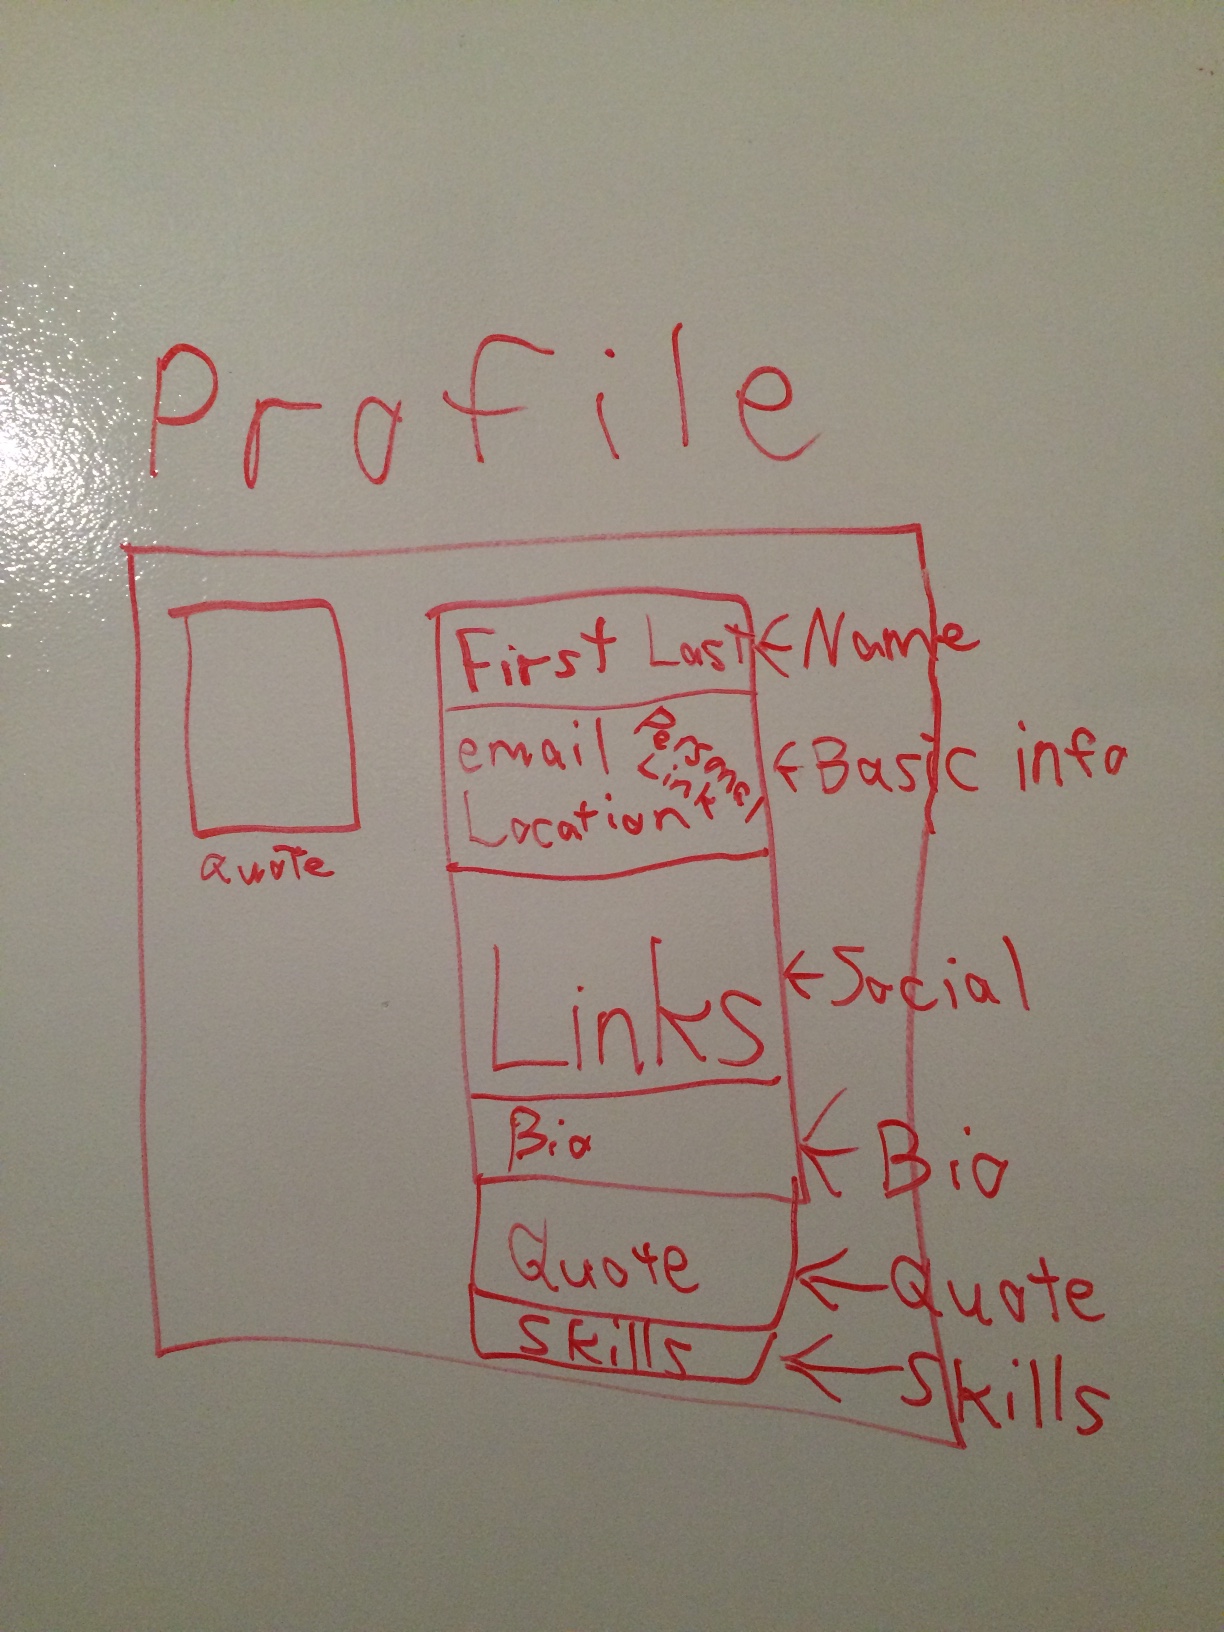 Profile
First Last ← Name
email Personal Link
Location
← Basic info
Quote
Links ← Social
Bio ← Bio
Quote ← Quote
Skills ← Skills